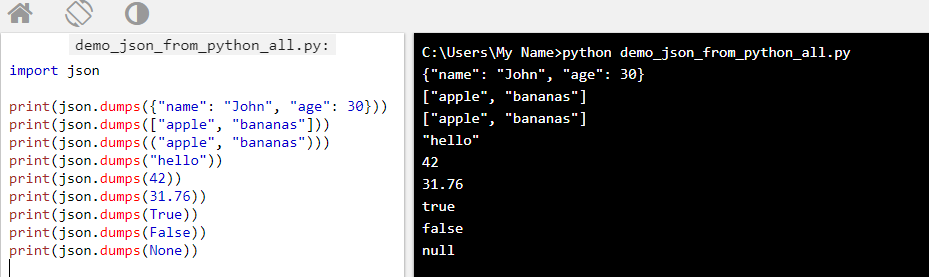 demo_json_from_python_all.py:
import json
print(json.dumps({"name": "John", "age": 30}))
print(json.dumps(["apple", "bananas"]))
print(json.dumps(("apple", "bananas")))
print(json.dumps("hello"))
print(json.dumps(42))
print(json.dumps(31.76))
print(json.dumps(True))
print(json.dumps(False))
print(json.dumps(None))
C:\Users\My Name>python demo_json_from_python_all.py
{"name": "John", "age": 30}
["apple", "bananas"]
["apple", "bananas"]
"hello"
42
31.76
true
false
null